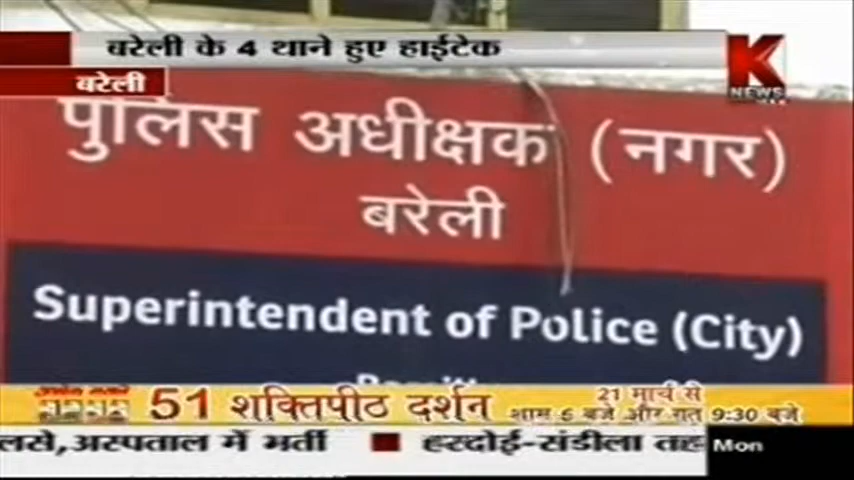 बरेली के 4 थाने हुए हाईटेक
K
NEWS
बरेली
पुलिस अधीक्षक (नगर)
बरेली
Superintendent of Police (City)
51 शक्तिपीठ दर्शन
21 मार्च से
शाम 6 बजे और रात 9:30 बजे
लसे,अस्पताल में भर्ती ■ हरदोई-संडीला तह
Mon